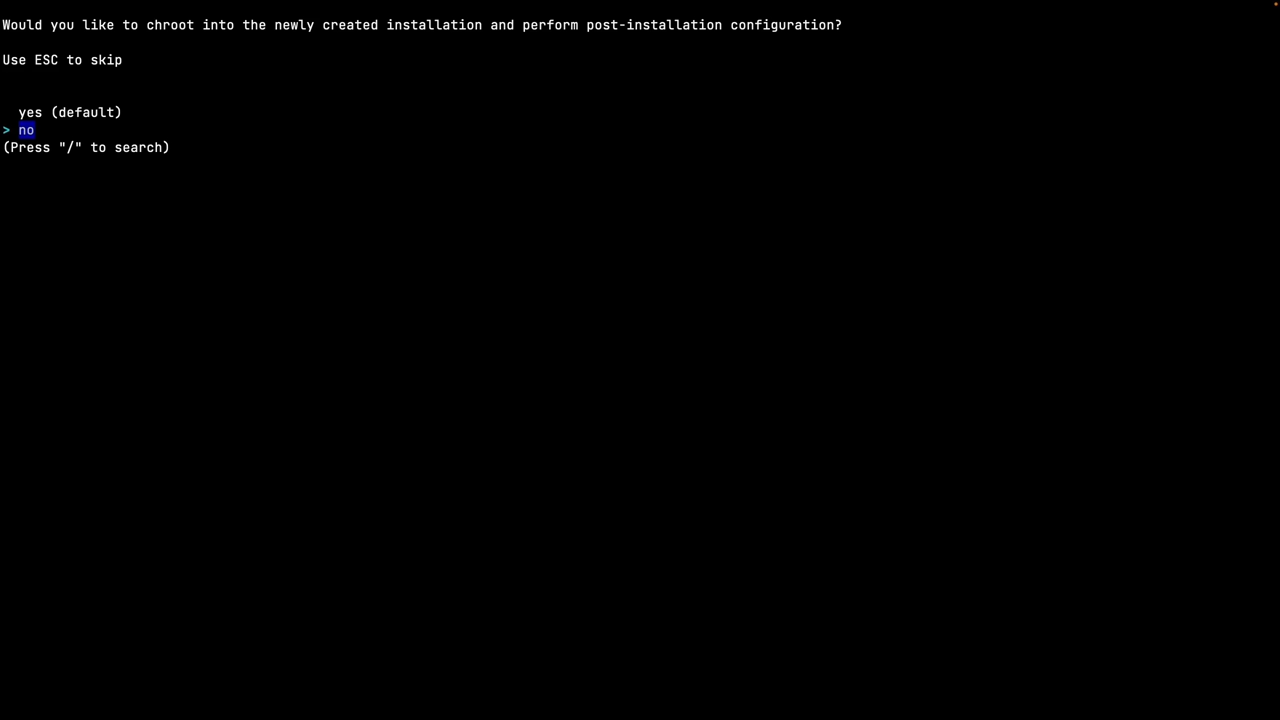 Would you like to chroot into the newly created installation and perform post-installation configuration?
Use ESC to skip
yes (default)
> no
(Press "/" to search)